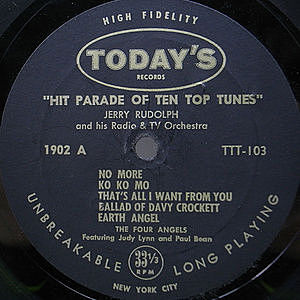 HIGH FIDELITY
TODAY'S
RECORDS
"HIT PARADE OF TEN TOP TUNES"
JERRY RUDOLPH
and his Radio & TV Orchestra
1902 A
TTT-103
NO MORE
KO KO MO
THAT'S ALL I WANT FROM YOU
BALLAD OF DAVY CROCKETT
EARTH ANGEL
THE FOUR ANGELS
Featuring Judy Lynn and Paul Bean
UNBREAKABLE
33 1/3
RPM
LONG PLAYING
NEW YORK CITY